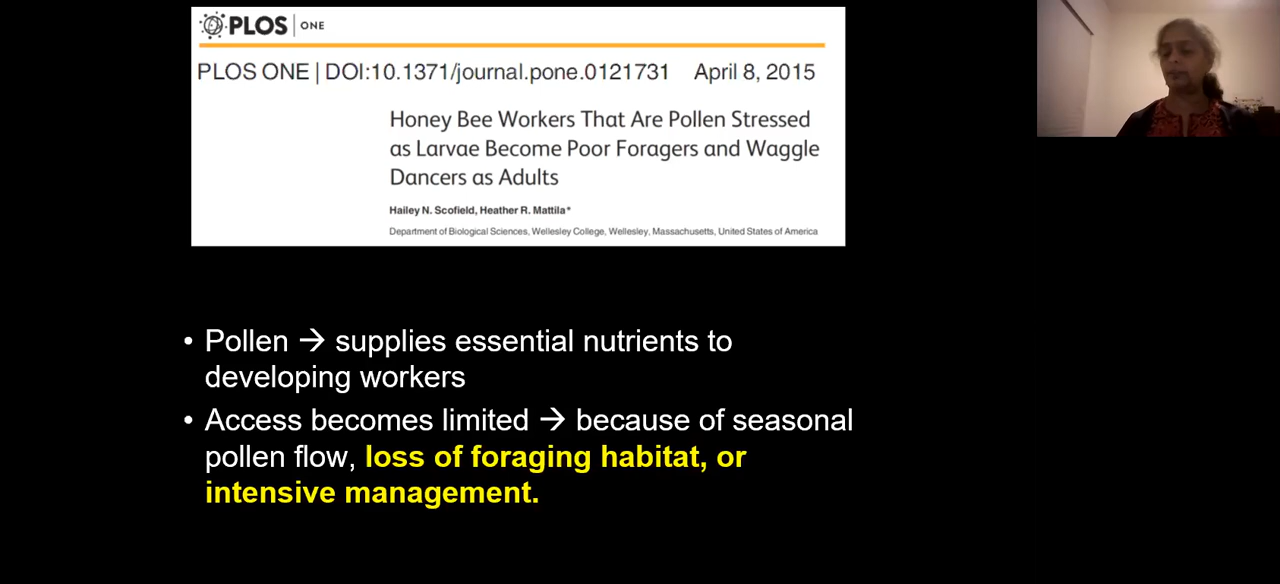 PLOS | ONE
PLOS ONE | DOI:10.1371/journal.pone.0121731 April 8, 2015
Honey Bee Workers That Are Pollen Stressed
as Larvae Become Poor Foragers and Waggle
Dancers as Adults
Hailey N. Scofield, Heather R. Mattila*
Department of Biological Sciences, Wellesley College, Wellesley, Massachusetts, United States of America
• Pollen → supplies essential nutrients to
developing workers
• Access becomes limited → because of seasonal
pollen flow, loss of foraging habitat, or
intensive management.